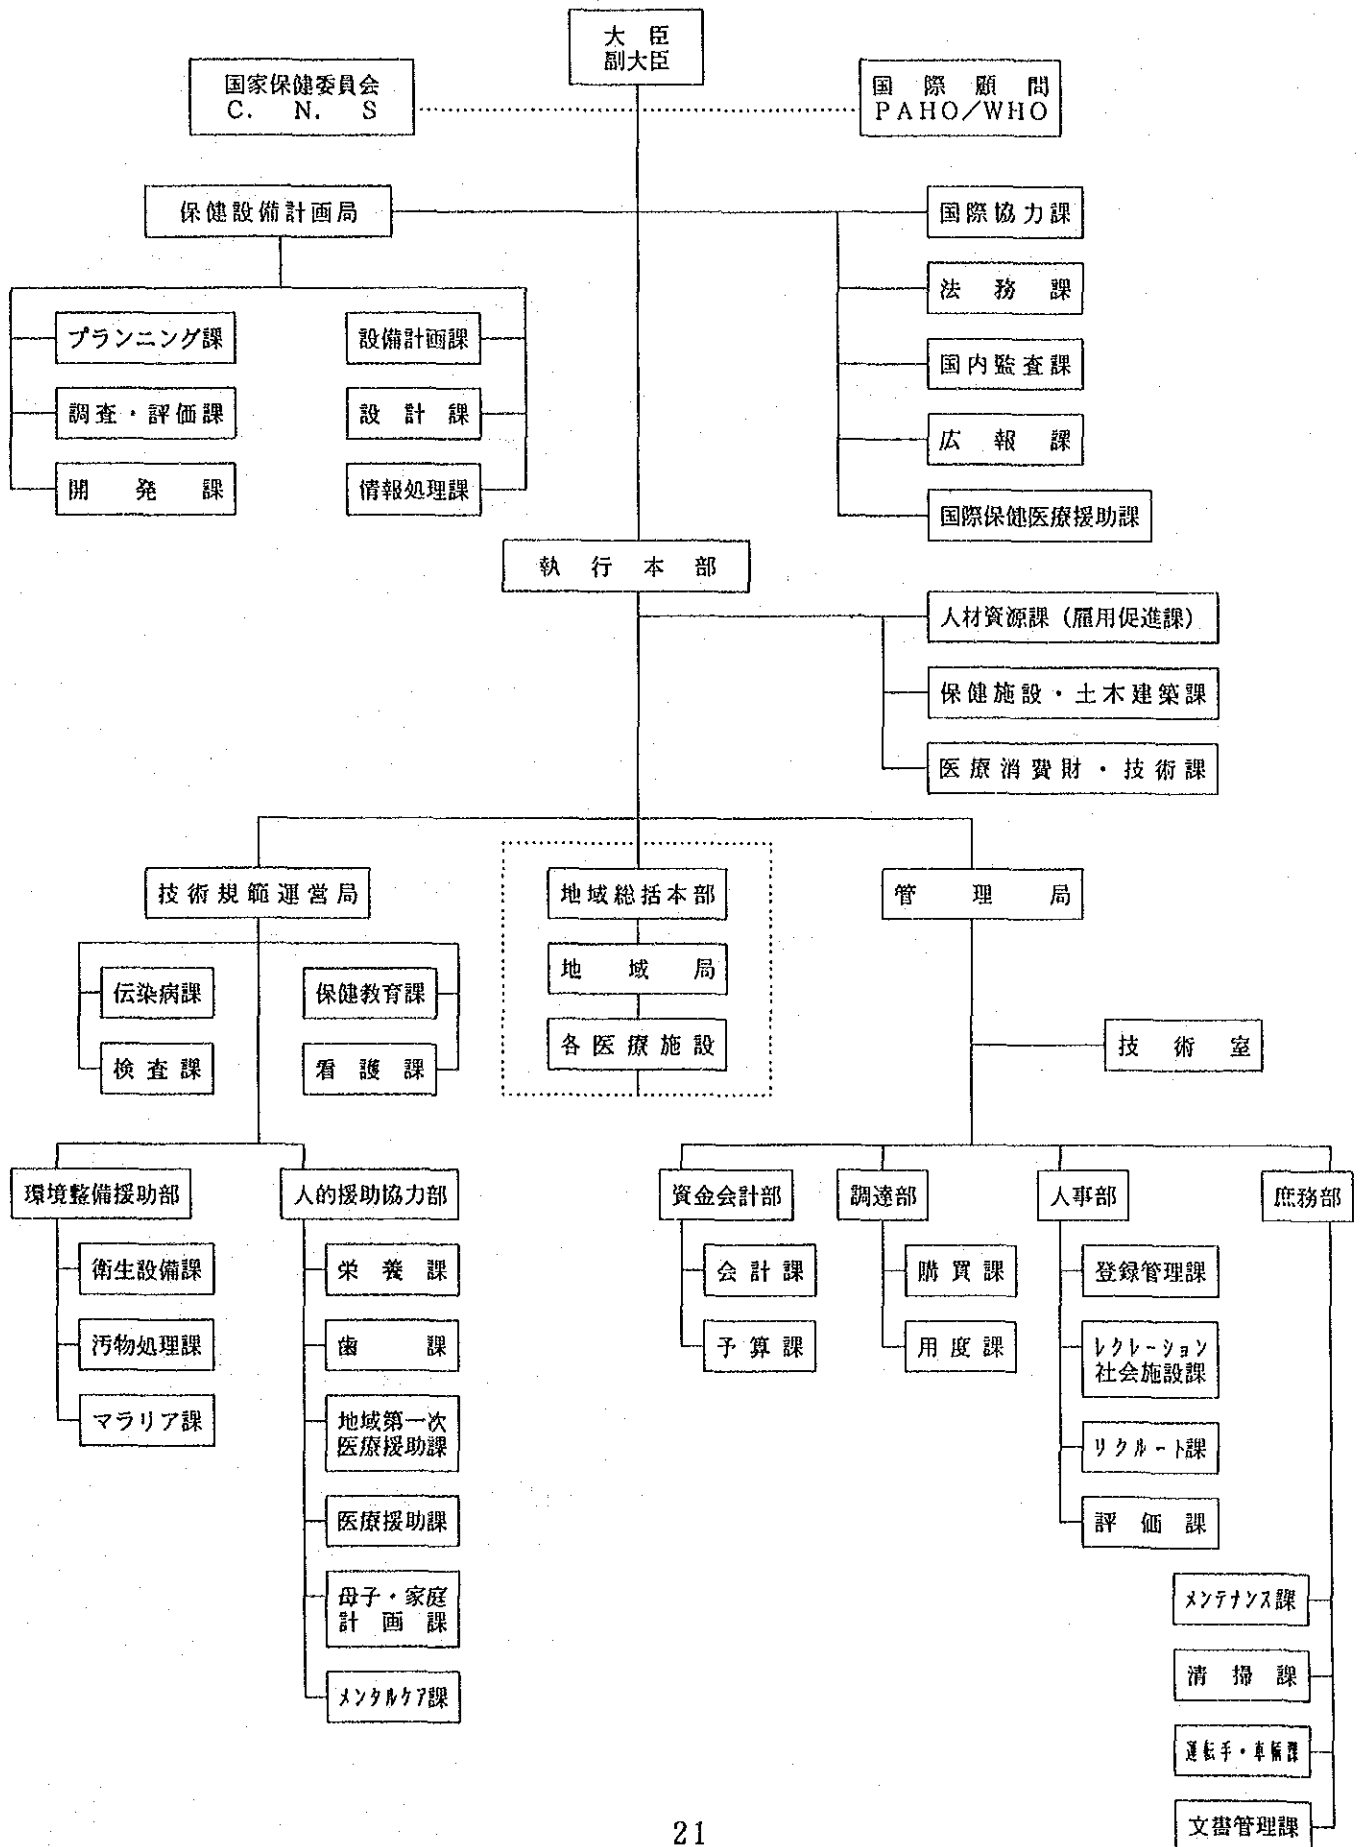 大臣
副大臣
国家保健委員会
C. N. S
国際顧問
PAHO/WHO
保健設備計画局
国際協力課
法務課
国内監査課
広報課
国際保健医療援助課
プランニング課
設備計画課
調査・評価課
設計課
開発課
情報処理課
執行本部
人材資源課(雇用促進課)
保健施設・土木建築課
医療消費財・技術課
技術規範運営局
地域総括本部
管理局
地域局
各医療施設
伝染病課
保健教育課
検査課
看護課
技術室
環境整備援助部
人的援助協力部
資金会計部
調達部
人事部
庶務部
衛生設備課
汚物処理課
マラリア課
栄養課
歯課
地域第一次
医療援助課
医療援助課
母子・家庭
計画課
メンタルケア課
会計課
予算課
購買課
用度課
登録管理課
レクレーション
社会施設課
リクルート課
評価課
メンテナンス課
清掃課
運転手・車輌課
文書管理課
21